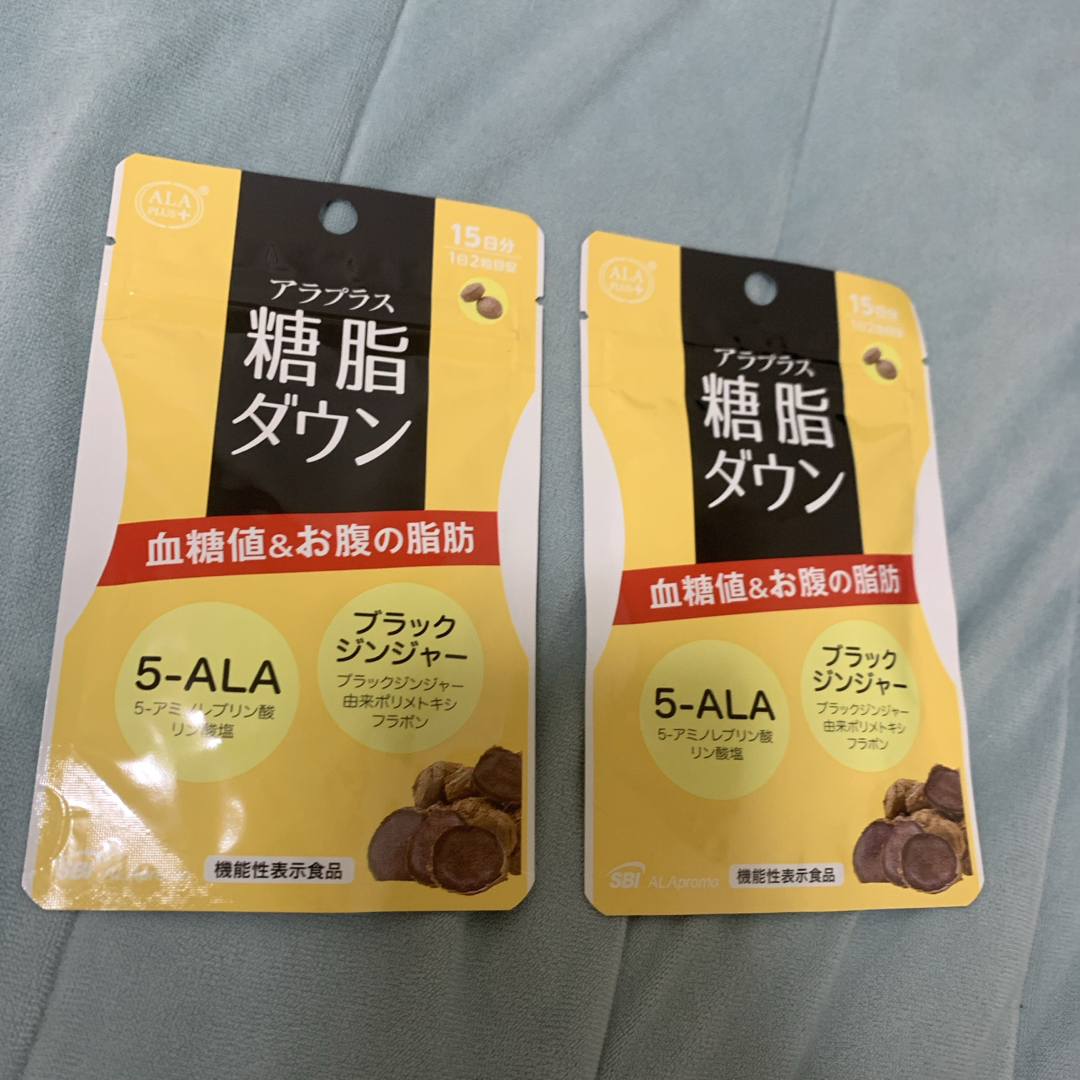 ALA
PLUS+
15日分
1日2粒目安
アラプラス
糖脂
ダウン
血糖値&お腹の脂肪
5-ALA
5-アミノレブリン酸
リン酸塩
ブラック
ジンジャー
ブラックジンジャー
由来ポリメトキシ
フラボン
SBI
機能性表示食品
ALA
PLUS+
15日分
1日2粒目安
アラプラス
糖脂
ダウン
血糖値&お腹の脂肪
5-ALA
5-アミノレブリン酸
リン酸塩
ブラック
ジンジャー
ブラックジンジャー
由来ポリメトキシ
フラボン
SBI ALApromo
機能性表示食品